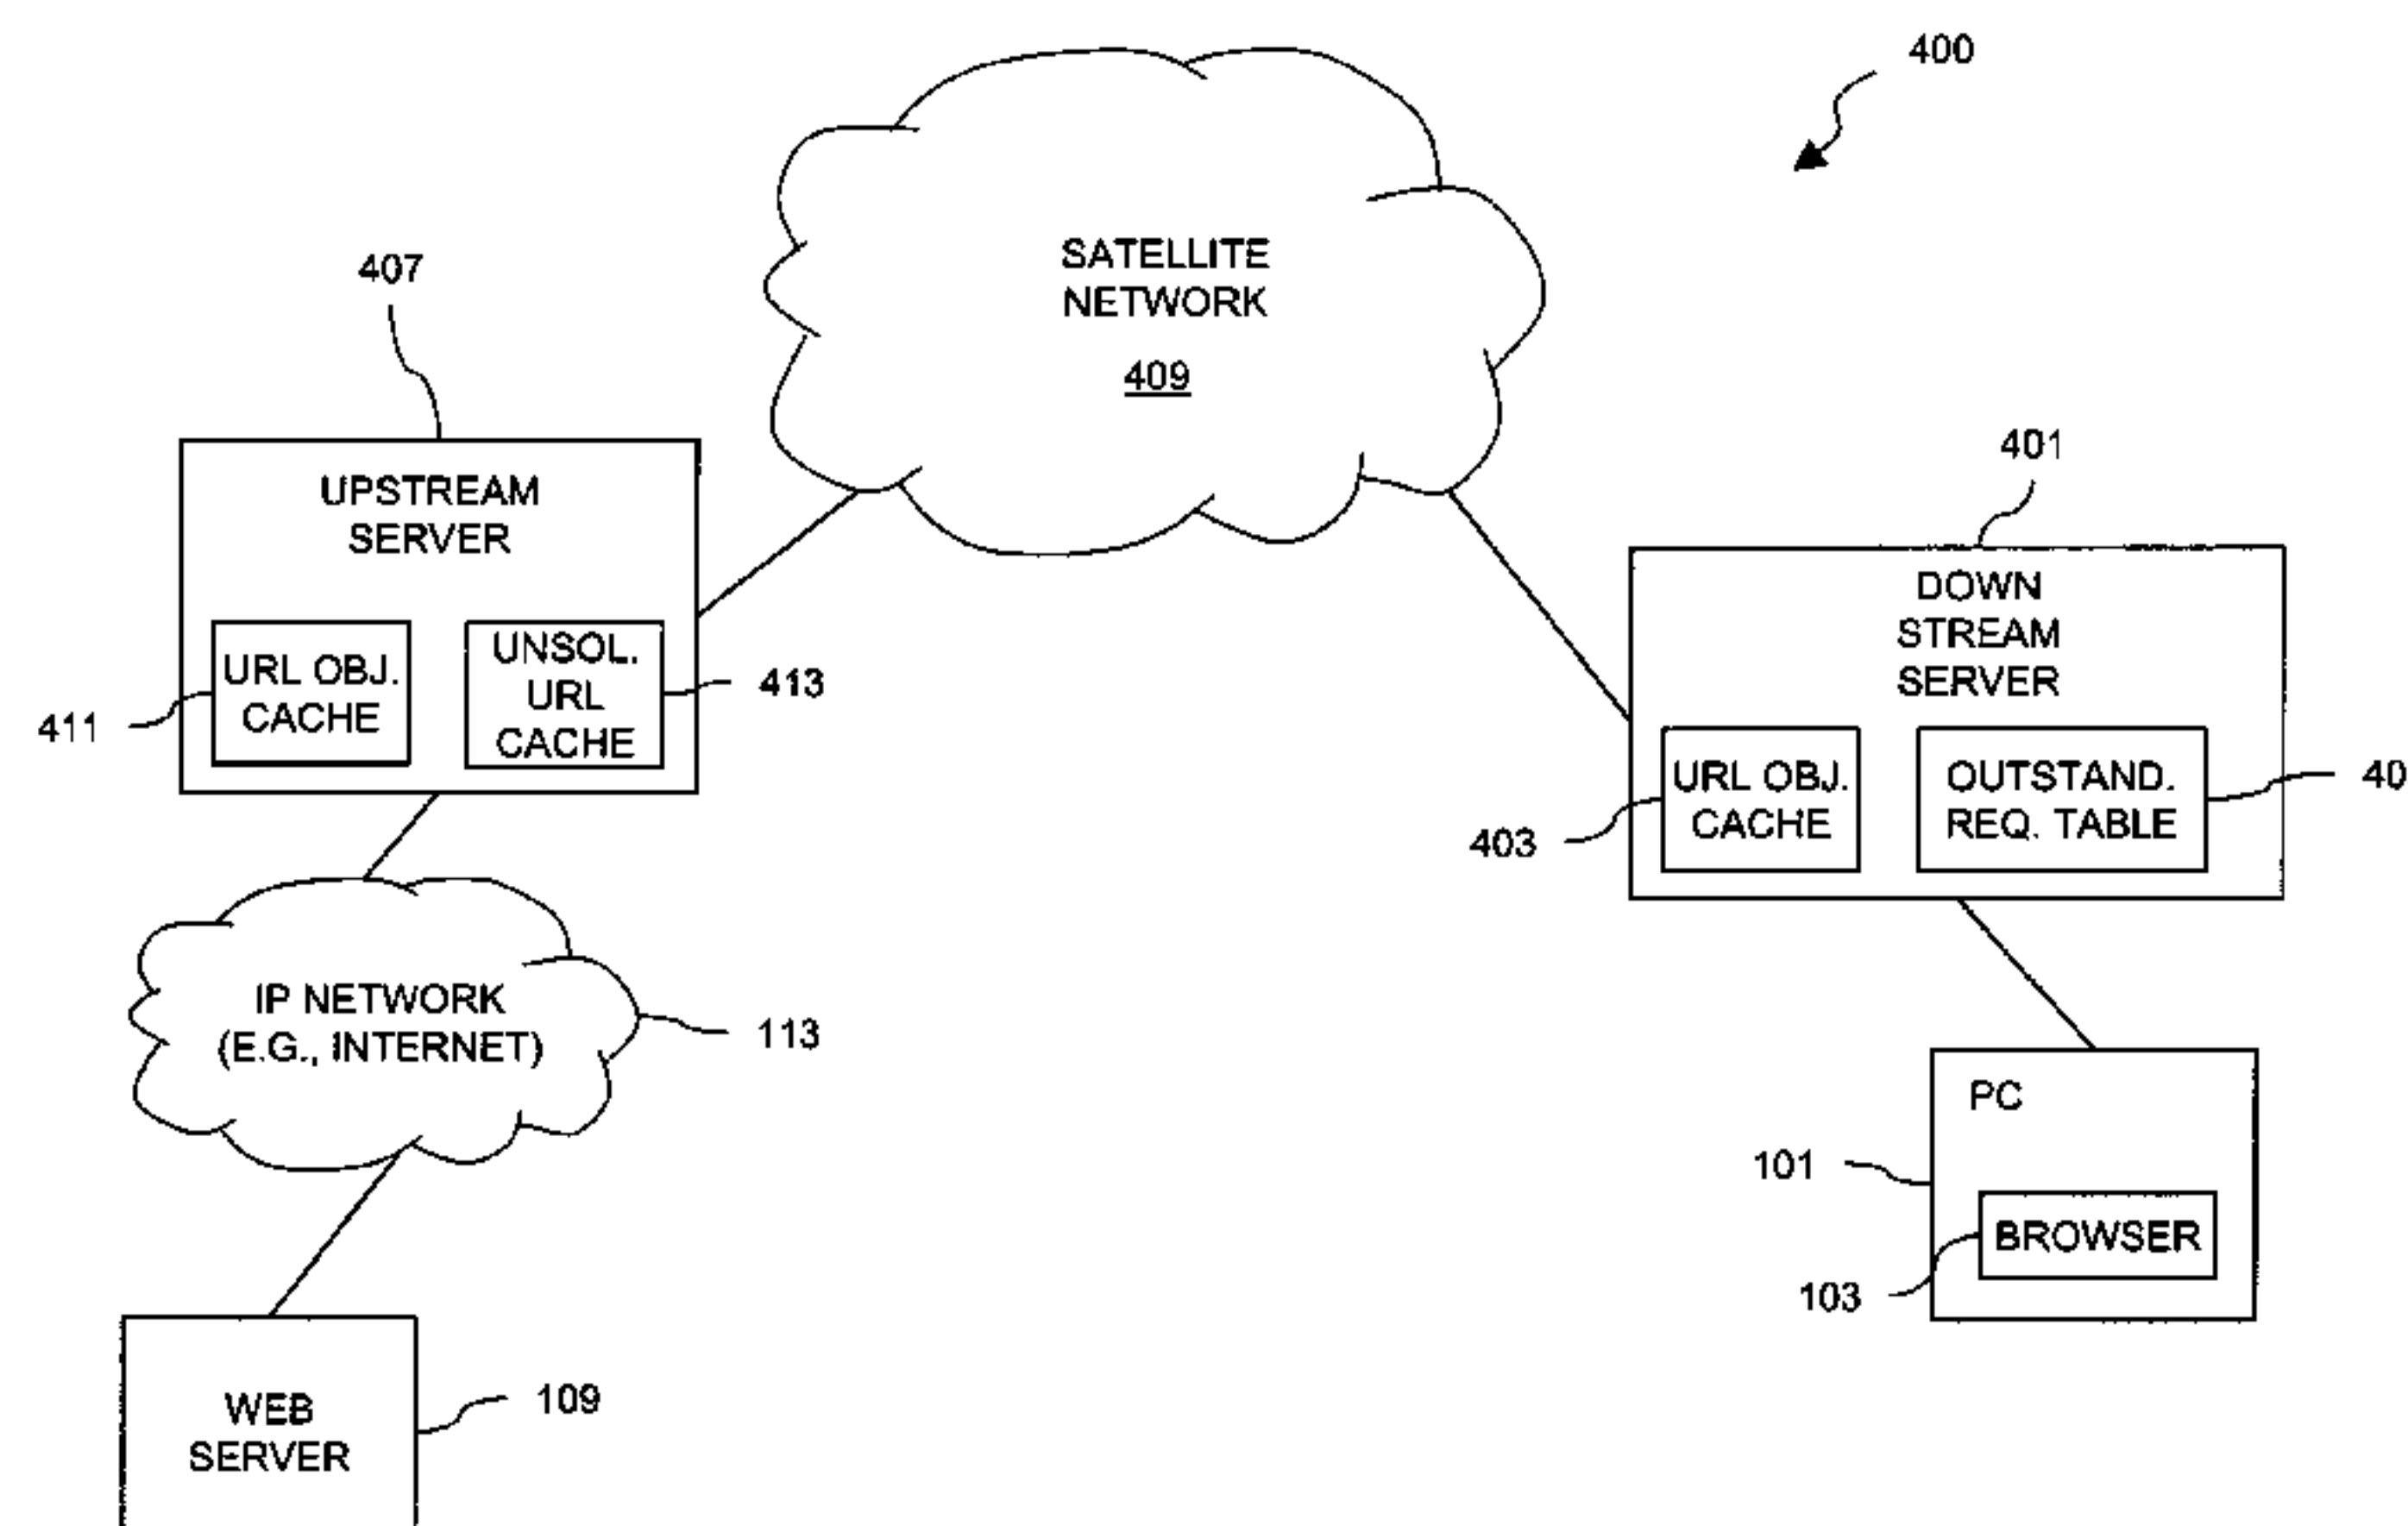 400
SATELLITE
NETWORK
409
407
UPSTREAM
SERVER
URL OBJ.
CACHE
411
UNSOL.
URL
CACHE
413
401
DOWN
STREAM
SERVER
URL OBJ.
CACHE
403
OUTSTAND.
REQ. TABLE
40
IP NETWORK
(E.G., INTERNET)
113
PC
101
BROWSER
103
WEB
SERVER
109